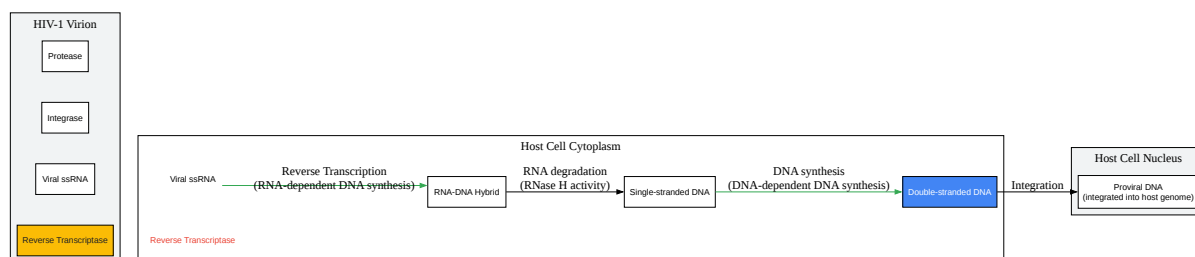 HIV-1 Virion
Protease
Integrase
Viral ssRNA
Reverse Transcriptase
Host Cell Cytoplasm
Viral ssRNA
Reverse Transcription
(RNA-dependent DNA synthesis)
RNA-DNA Hybrid
RNA degradation
(RNase H activity)
Single-stranded DNA
DNA synthesis
(DNA-dependent DNA synthesis)
Double-stranded DNA
Reverse Transcriptase
Integration
Host Cell Nucleus
Proviral DNA
(integrated into host genome)